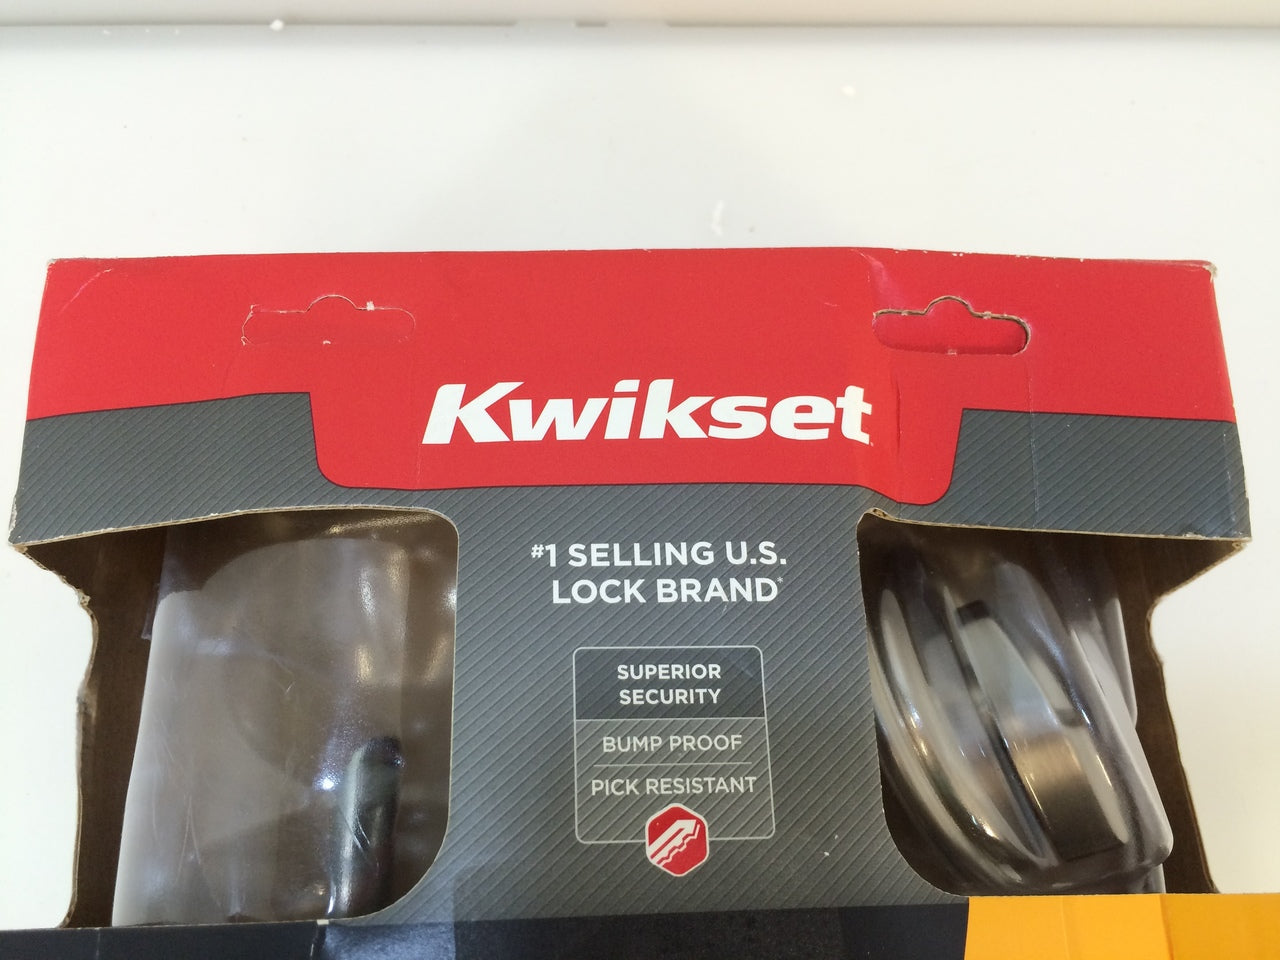 Kwikset
#1 SELLING U.S.
LOCK BRAND*
SUPERIOR
SECURITY
BUMP PROOF
PICK RESISTANT